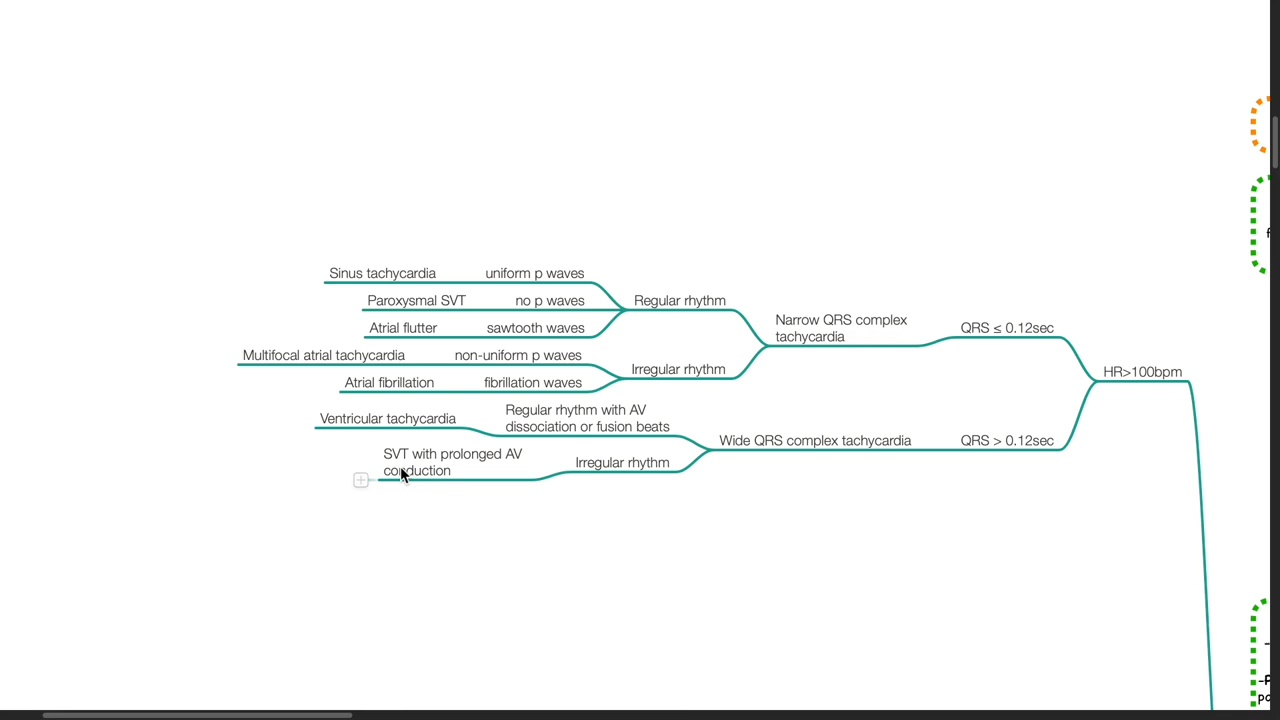 Sinus tachycardia
uniform p waves
Paroxysmal SVT
no p waves
Regular rhythm
Atrial flutter
sawtooth waves
Narrow QRS complex
tachycardia
QRS ≤ 0.12sec
Multifocal atrial tachycardia
non-uniform p waves
Irregular rhythm
Atrial fibrillation
fibrillation waves
HR>100bpm
Ventricular tachycardia
Regular rhythm with AV
dissociation or fusion beats
Wide QRS complex tachycardia
QRS > 0.12sec
SVT with prolonged AV
conduction
Irregular rhythm